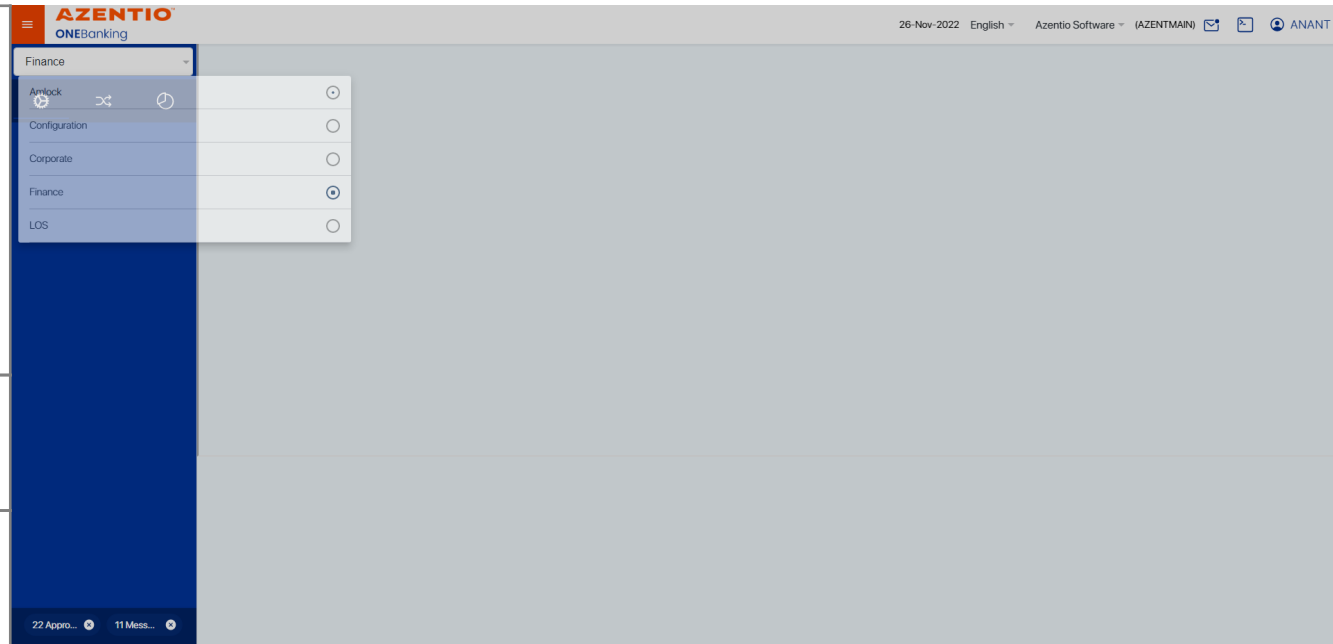 AZENTIO™
ONEBanking
26-Nov-2022 English Azentio Software (AZENTMAIN) ANANT
Finance
Amlock
Configuration
Corporate
Finance
LOS
22 Appro... 11 Mess...